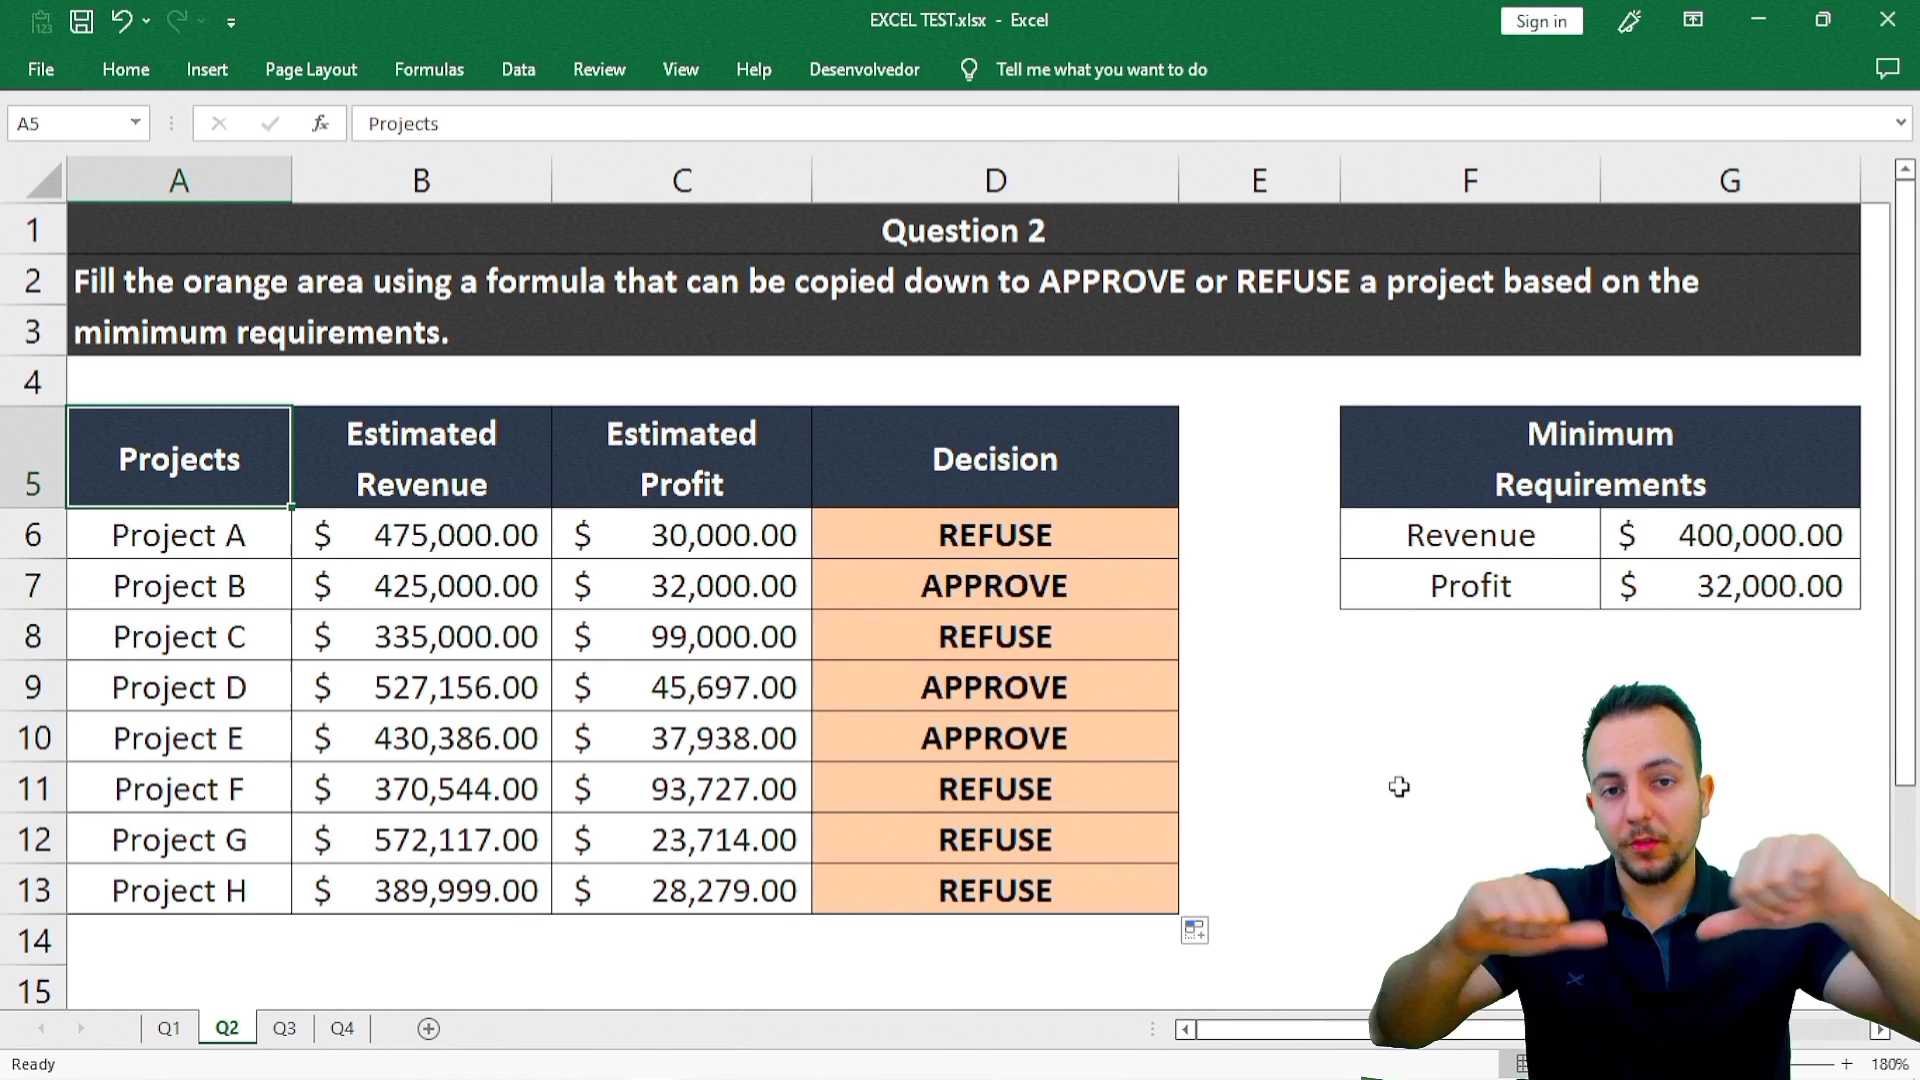 EXCEL TEST.xlsx - Excel
Sign in
File Home Insert Page Layout Formulas Data Review View Help Desenvolvedor Tell me what you want to do
A5 fx Projects
A B C D E F G
1 Question 2
2 Fill the orange area using a formula that can be copied down to APPROVE or REFUSE a project based on the
3 mimimum requirements.
4
Estimated Estimated Minimum
Projects Decision
5 Revenue Profit Requirements
6 Project A $ 475,000.00 $ 30,000.00 REFUSE Revenue $ 400,000.00
7 Project B $ 425,000.00 $ 32,000.00 APPROVE Profit $ 32,000.00
8 Project C $ 335,000.00 $ 99,000.00 REFUSE
9 Project D $ 527,156.00 $ 45,697.00 APPROVE
10 Project E $ 430,386.00 $ 37,938.00 APPROVE
11 Project F $ 370,544.00 $ 93,727.00 REFUSE
12 Project G $ 572,117.00 $ 23,714.00 REFUSE
13 Project H $ 389,999.00 $ 28,279.00 REFUSE
14
15
Q1 Q2 Q3 Q4
Ready 180%